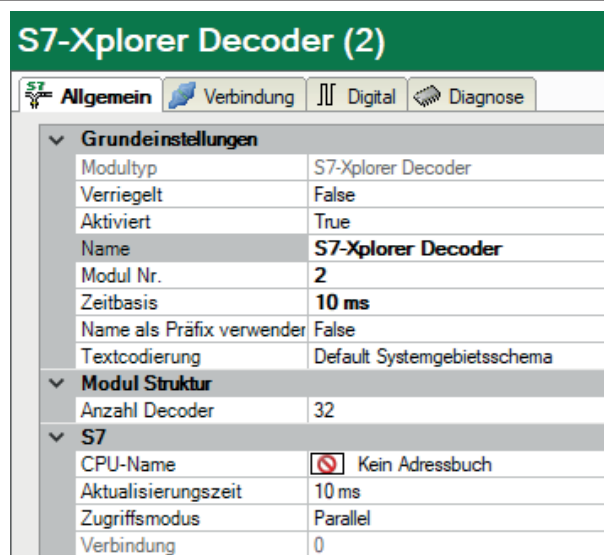 S7-Xplorer Decoder (2)
S7 Allgemein Verbindung Digital Diagnose
Grundeinstellungen
Modultyp S7-Xplorer Decoder
Verriegelt False
Aktiviert True
Name S7-Xplorer Decoder
Modul Nr. 2
Zeitbasis 10 ms
Name als Präfix verwender False
Textcodierung Default Systemgebietsschema
Modul Struktur
Anzahl Decoder 32
S7
CPU-Name Kein Adressbuch
Aktualisierungszeit 10 ms
Zugriffsmodus Parallel
Verbindung 0